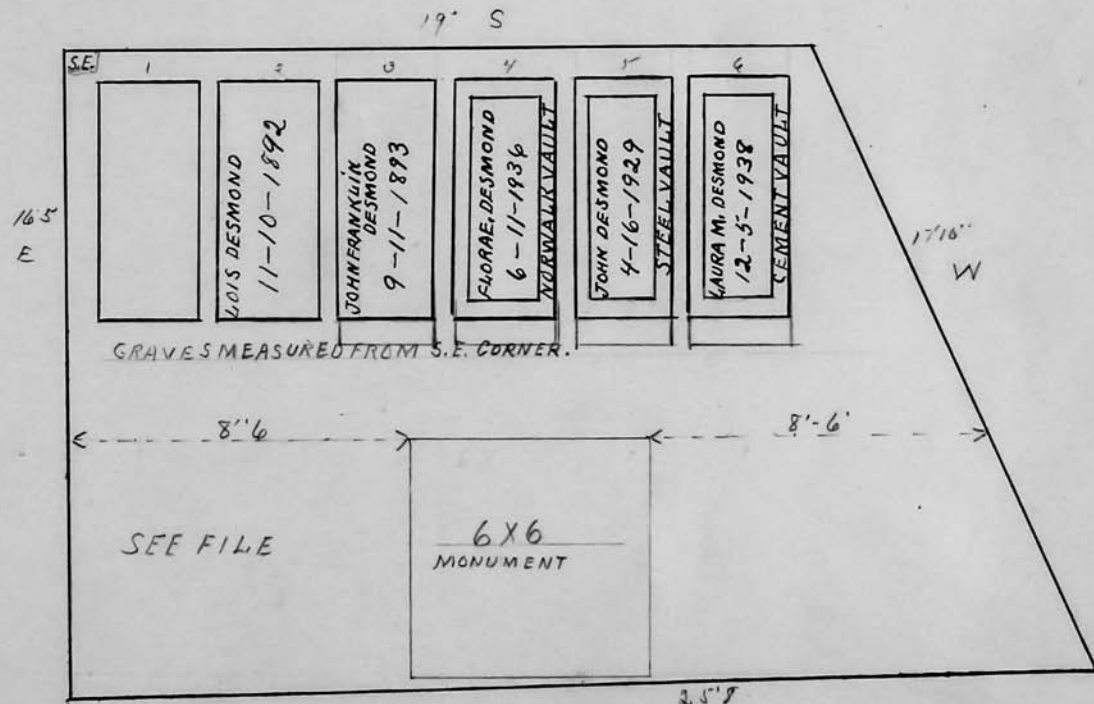 19' S
S.E.
1 2 3 4 5 6
LOIS DESMOND
11-10-1892
JOHN FRANKLIN
DESMOND
9-11-1893
FLORA E. DESMOND
6-11-1936
NORWALK VAULT
JOHN DESMOND
4-16-1929
STEEL VAULT
LAURA M. DESMOND
12-5-1938
CEMENT VAULT
16'5
E
17'10"
W
GRAVES MEASURED FROM S.E. CORNER.
8'6
8'-6'
SEE FILE
6 X 6
MONUMENT
25'8